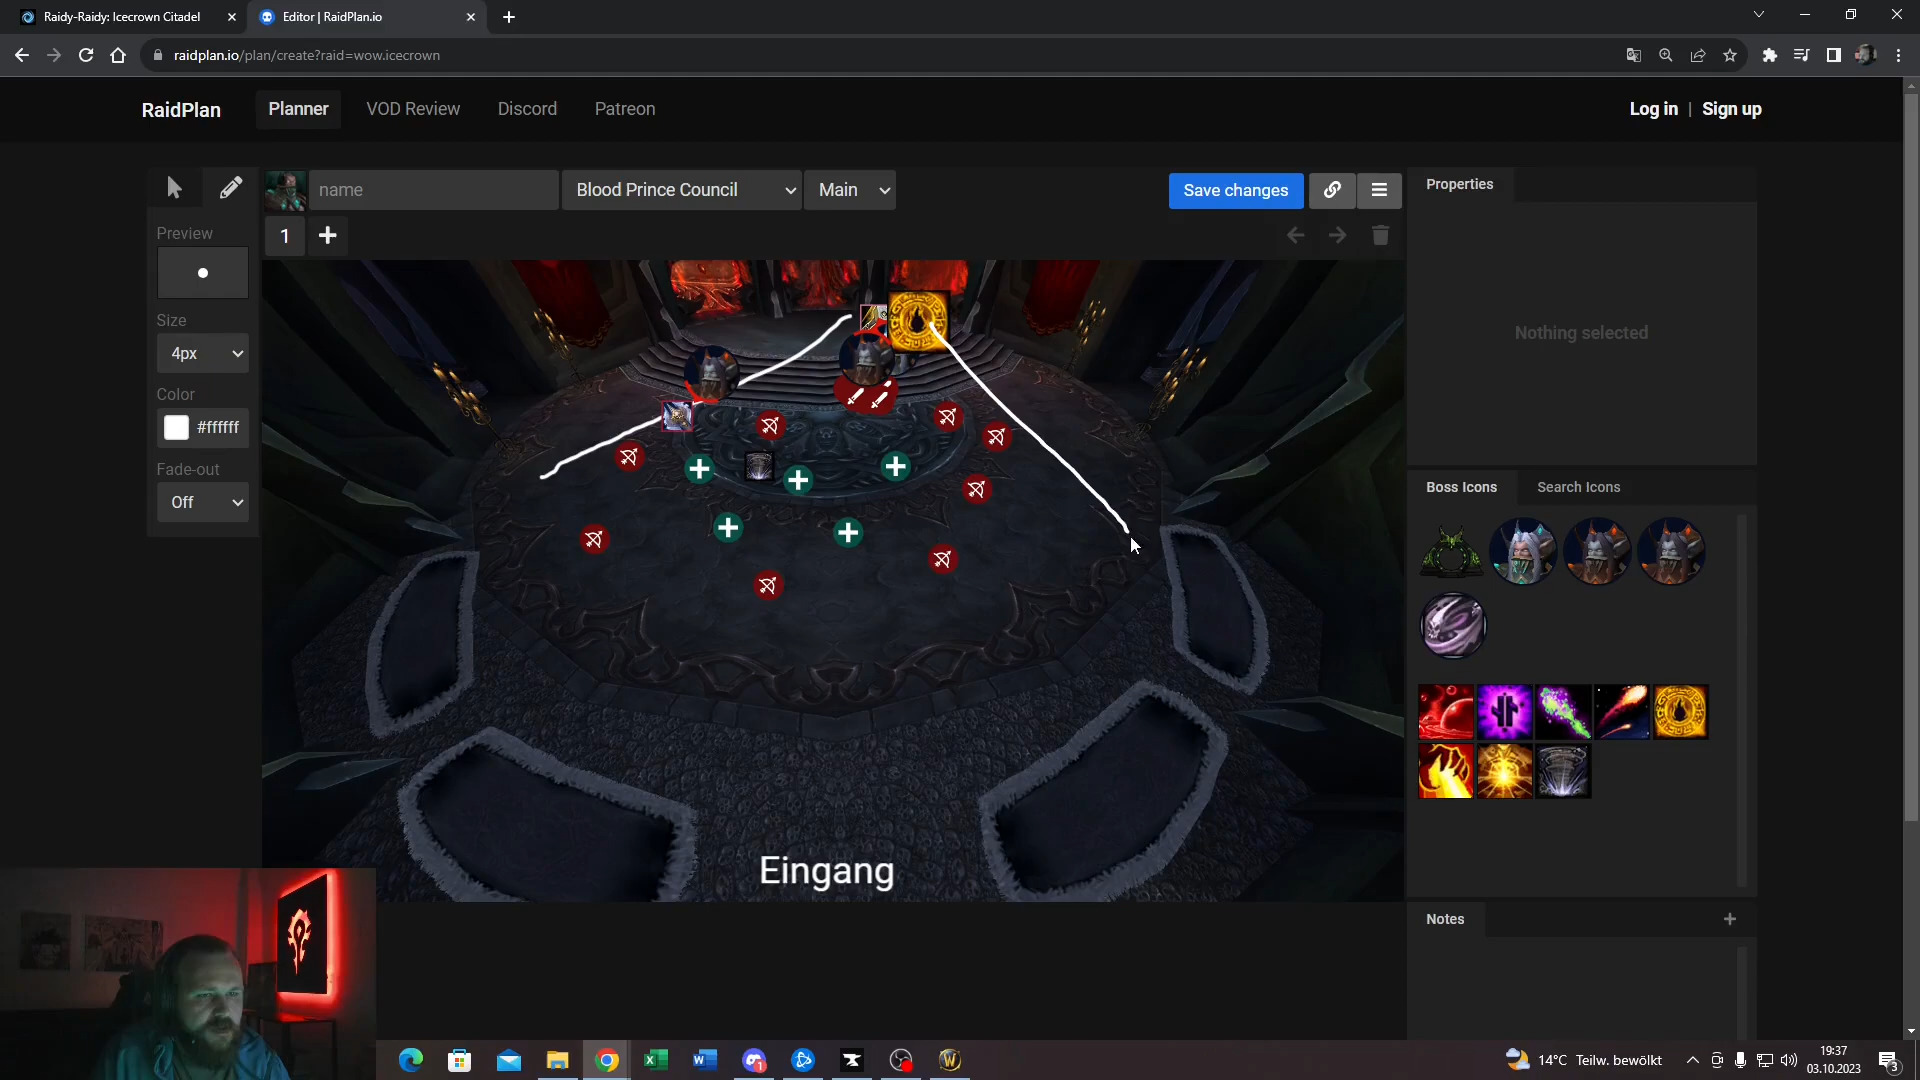 Raidy-Raidy: Icecrown Citadel
Editor | RaidPlan.io
raidplan.io/plan/create?raid=wow.icecrown
RaidPlan
Planner
VOD Review
Discord
Patreon
Log in | Sign up
name
Blood Prince Council
Main
Save changes
Properties
1
Preview
Size
4px
Color
#ffffff
Fade-out
Off
Nothing selected
Boss Icons
Search Icons
Eingang
Notes
14°C Teilw. bewölkt
19:37
03.10.2023
1
3